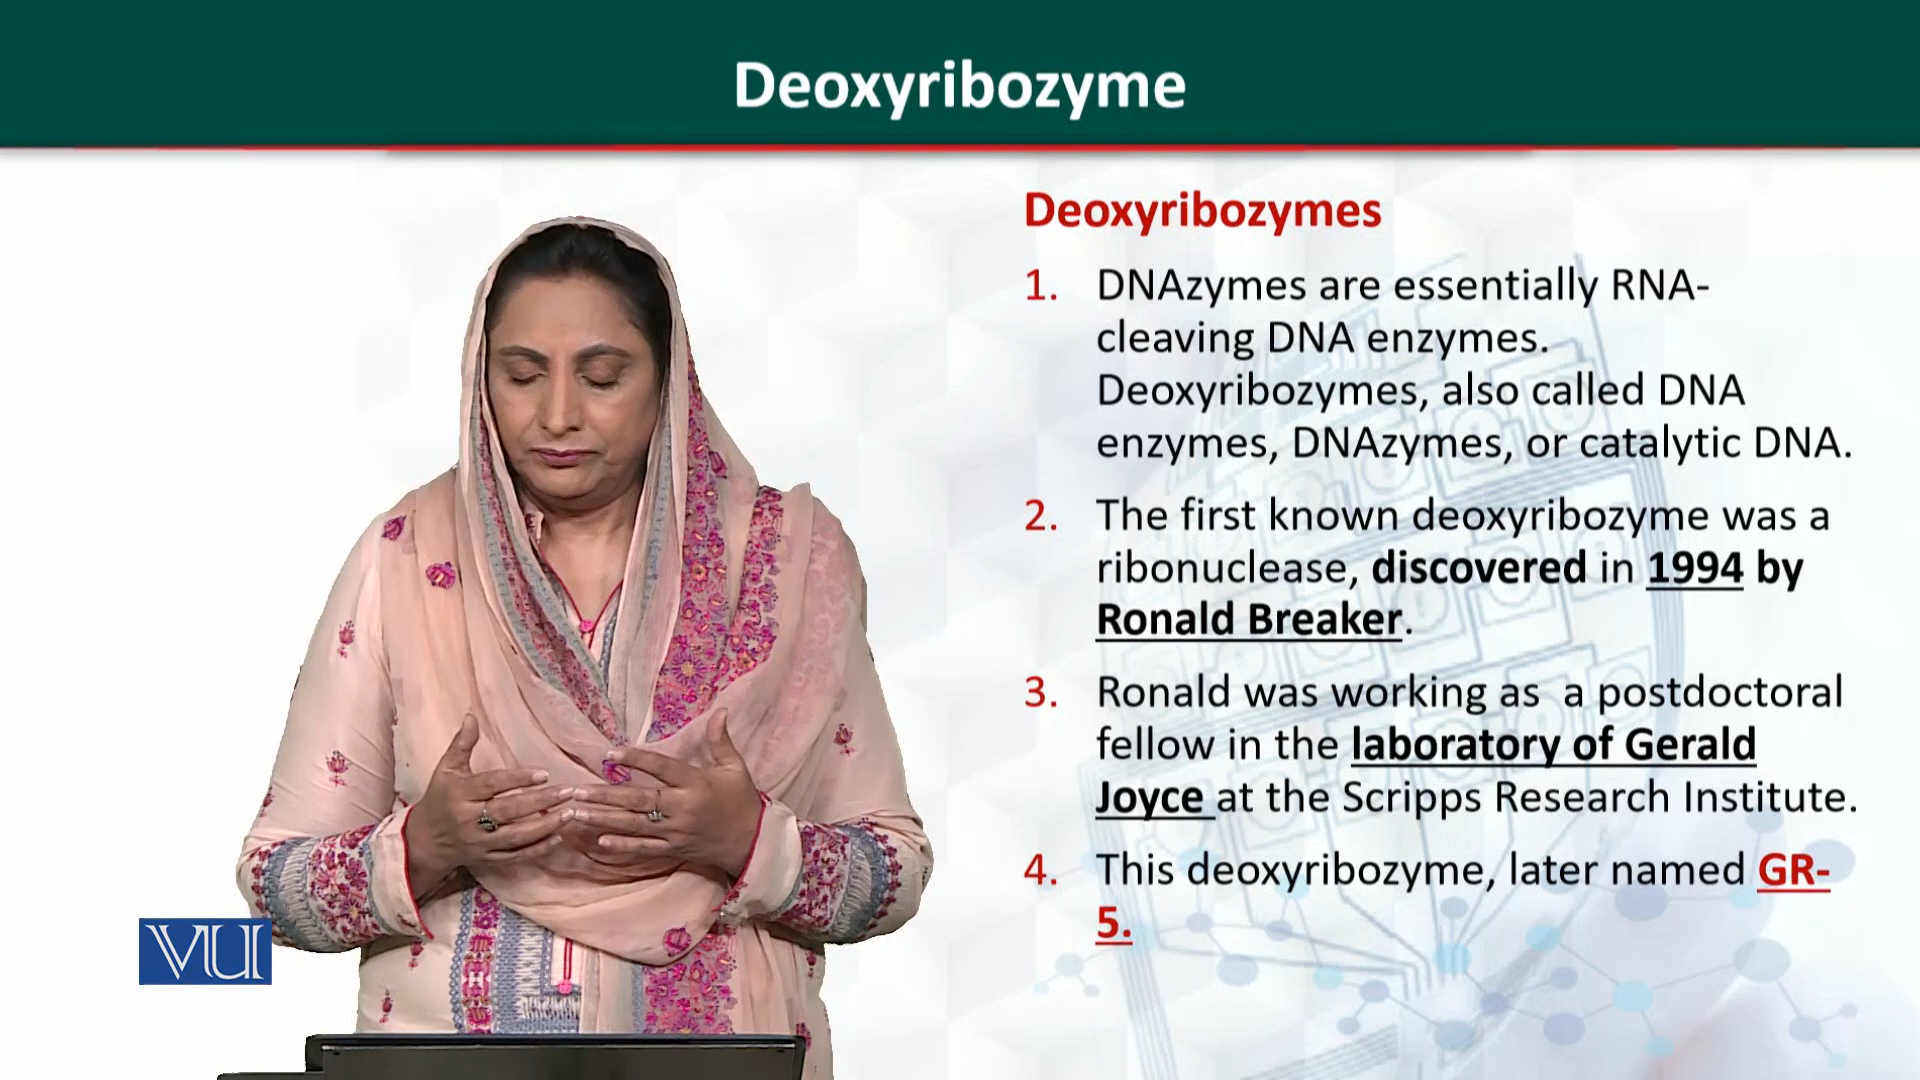 Deoxyribozyme
Deoxyribozymes
1. DNAzymes are essentially RNA-
cleaving DNA enzymes.
Deoxyribozymes, also called DNA
enzymes, DNAzymes, or catalytic DNA.
2. The first known deoxyribozyme was a
ribonuclease, discovered in 1994 by
Ronald Breaker.
3. Ronald was working as  a postdoctoral
fellow in the laboratory of Gerald
Joyce at the Scripps Research Institute.
4. This deoxyribozyme, later named GR-
5.
VU